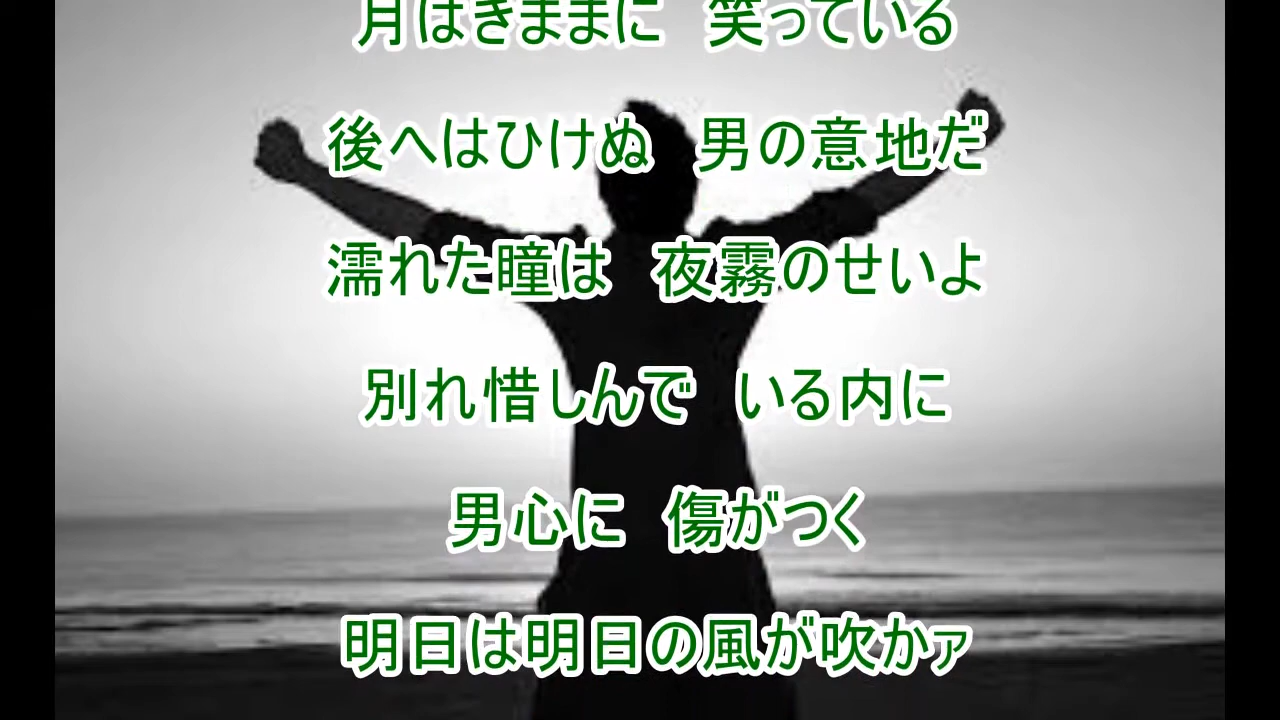 月はきままに　笑っている
後へはひけぬ　男の意地だ
濡れた瞳は　夜霧のせいよ
別れ惜しんで　いる内に
男心に　傷がつく
明日は明日の風が吹かァ